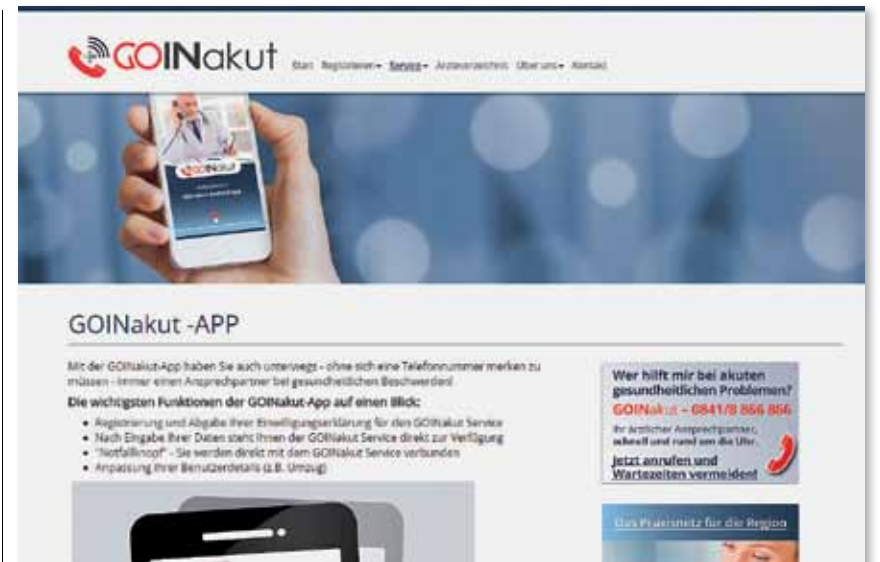 GOINakut
Start Registrieren Service Ärzteverzeichnis Über uns Kontakt
GOINakut
GOINakut -APP
Mit der GOINakut-App haben Sie auch unterwegs - ohne sich eine Telefonnummer merken zu
müssen - immer einen Ansprechpartner bei gesundheitlichen Beschwerden!
Die wichtigsten Funktionen der GOINakut-App auf einen Blick:
• Registrierung und Abgabe Ihrer Einwilligungserklärung für den GOINakut Service
• Nach Eingabe Ihrer Daten steht Ihnen der GOINakut Service direkt zur Verfügung
• "Notfallknopf" - Sie werden direkt mit dem GOINakut Service verbunden
• Anpassung Ihrer Benutzerdetails (z.B. Umzug)
Wer hilft mir bei akuten
gesundheitlichen Problemen?
GOINakut - 0841/8 866 866
Ihr ärztlicher Ansprechpartner,
schnell und rund um die Uhr.
Jetzt anrufen und
Wartezeiten vermeiden!
Das Praxisnetz für die Region